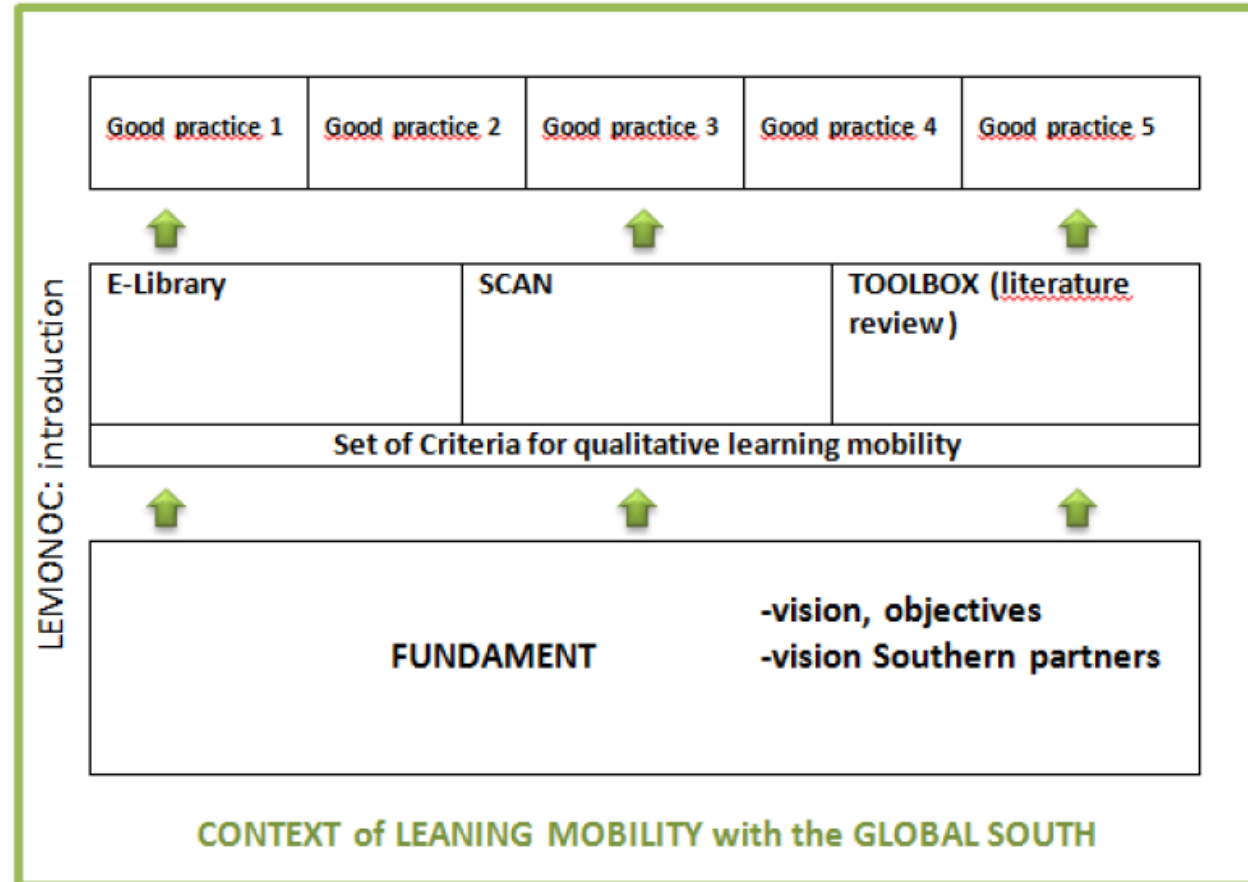 Good practice 1
Good practice 2
Good practice 3
Good practice 4
Good practice 5
LEMONOC: introduction
E-Library
SCAN
TOOLBOX (literature
review)
Set of Criteria for qualitative learning mobility
FUNDAMENT
-vision, objectives
-vision Southern partners
CONTEXT of LEANING MOBILITY with the GLOBAL SOUTH